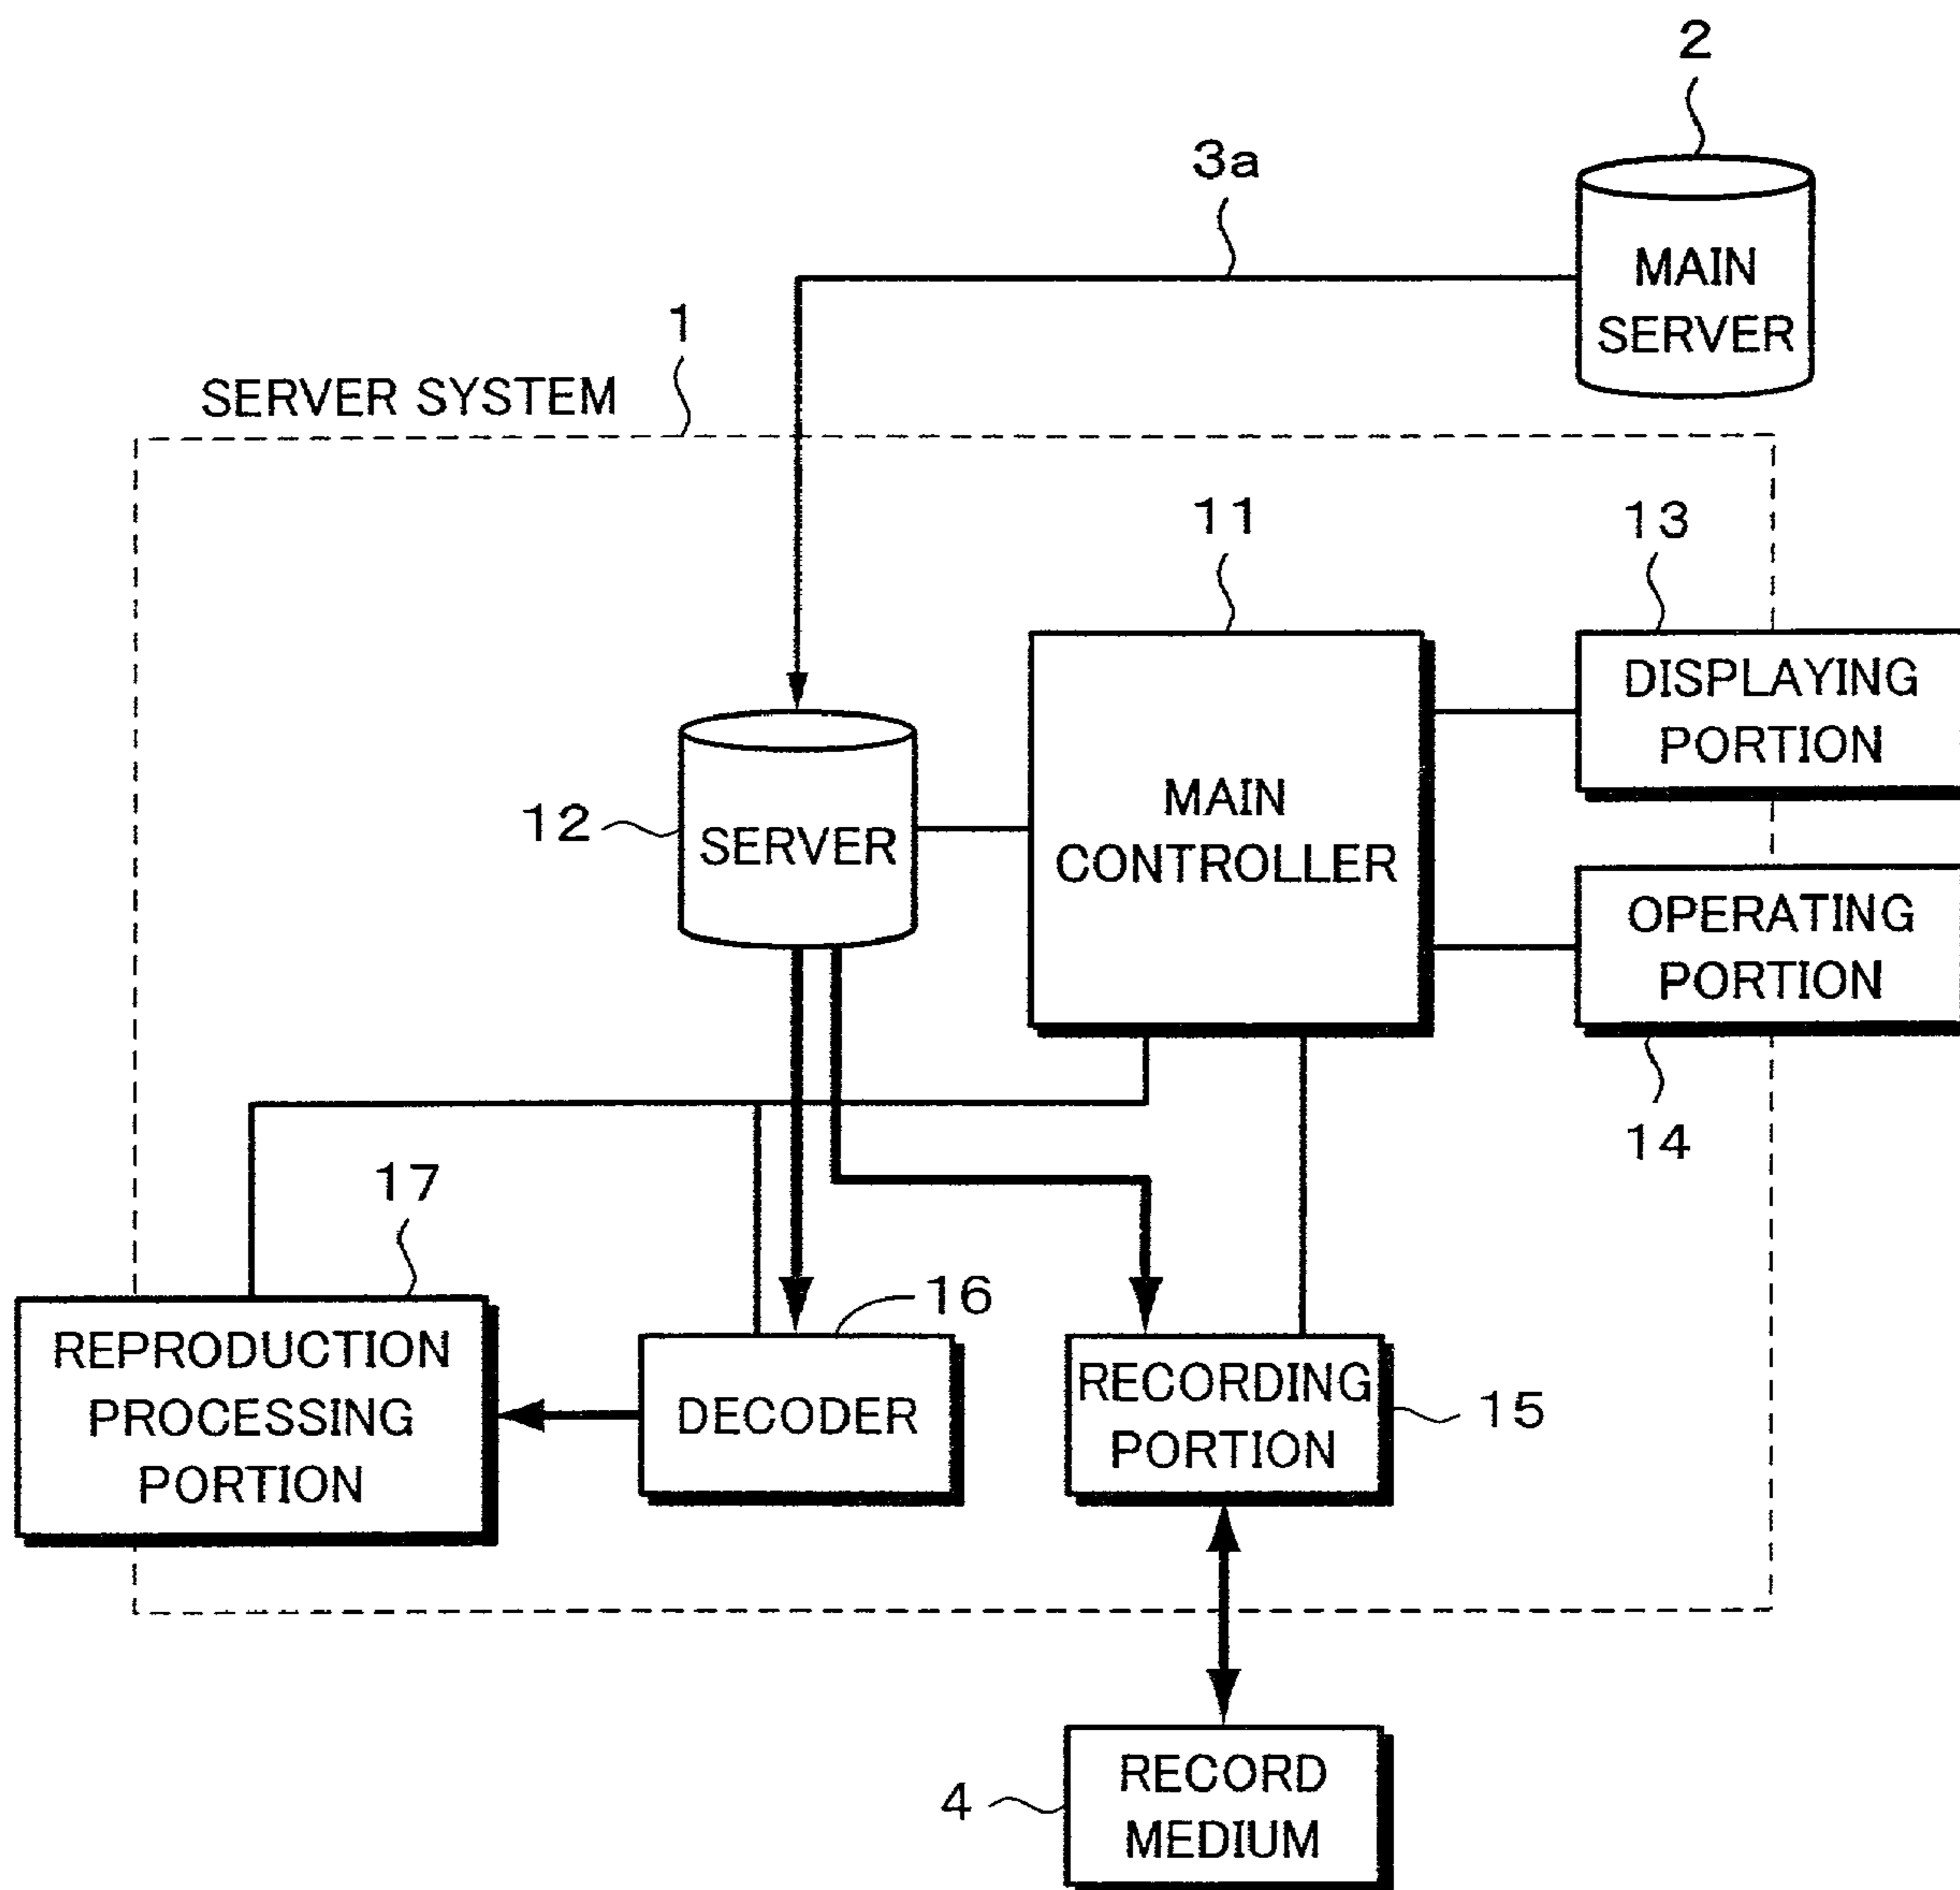 2
3a
MAIN
SERVER
1
SERVER SYSTEM
11
13
DISPLAYING
PORTION
MAIN
CONTROLLER
12
SERVER
OPERATING
PORTION
14
17
16
REPRODUCTION
PROCESSING
PORTION
DECODER
RECORDING
PORTION
15
RECORD
MEDIUM
4